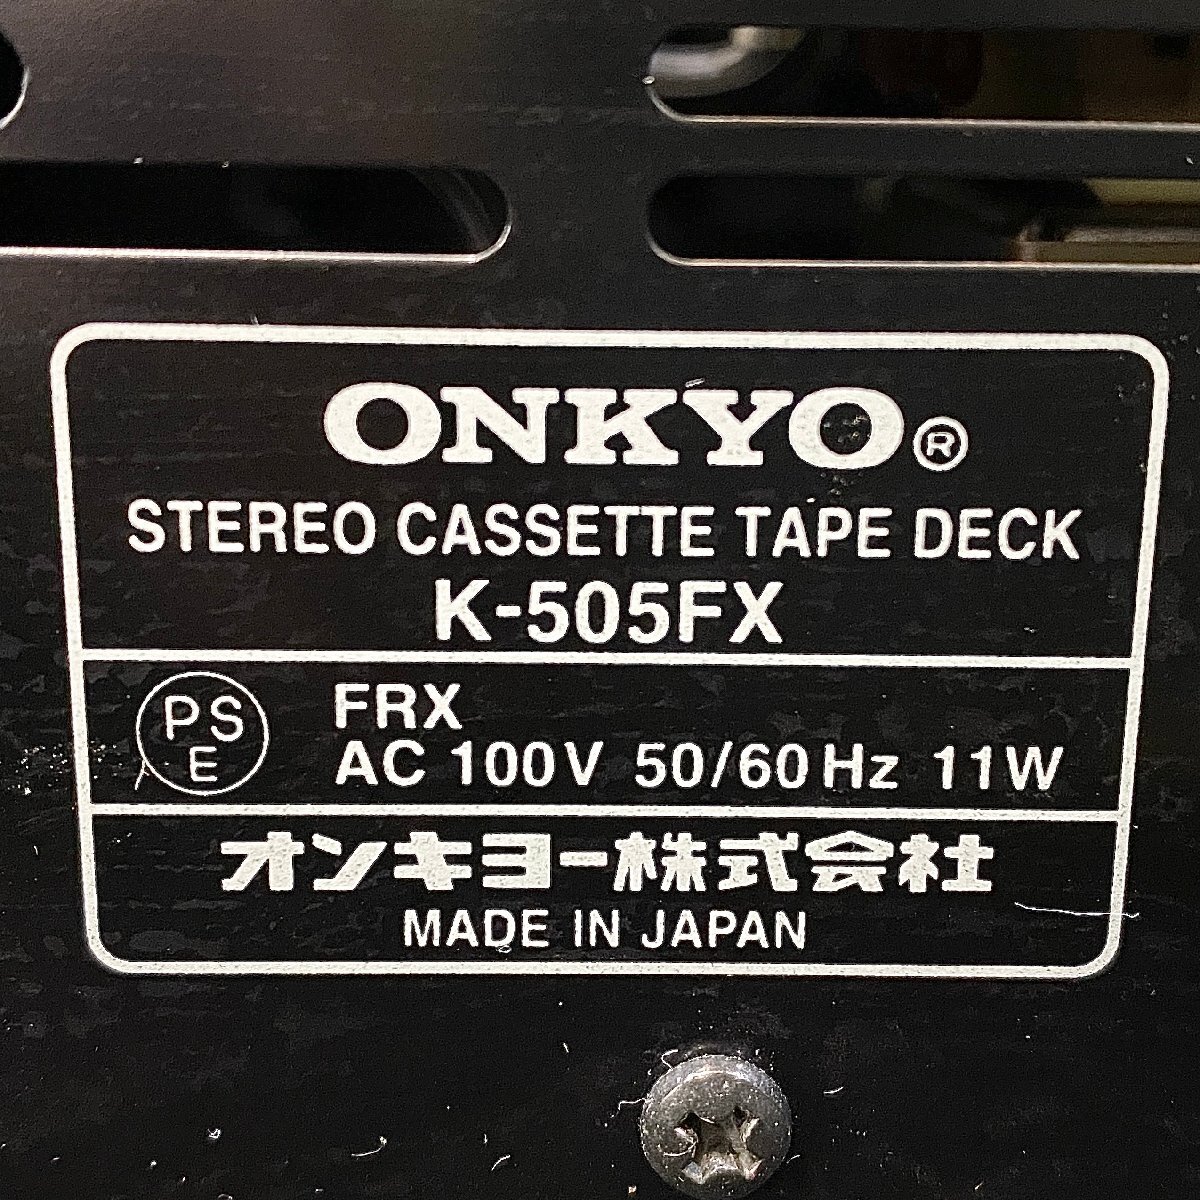 ONKYO®
STEREO CASSETTE TAPE DECK
K-505FX
PS
E
FRX
AC 100V 50/60Hz 11W
オンキヨー株式会社
MADE IN JAPAN